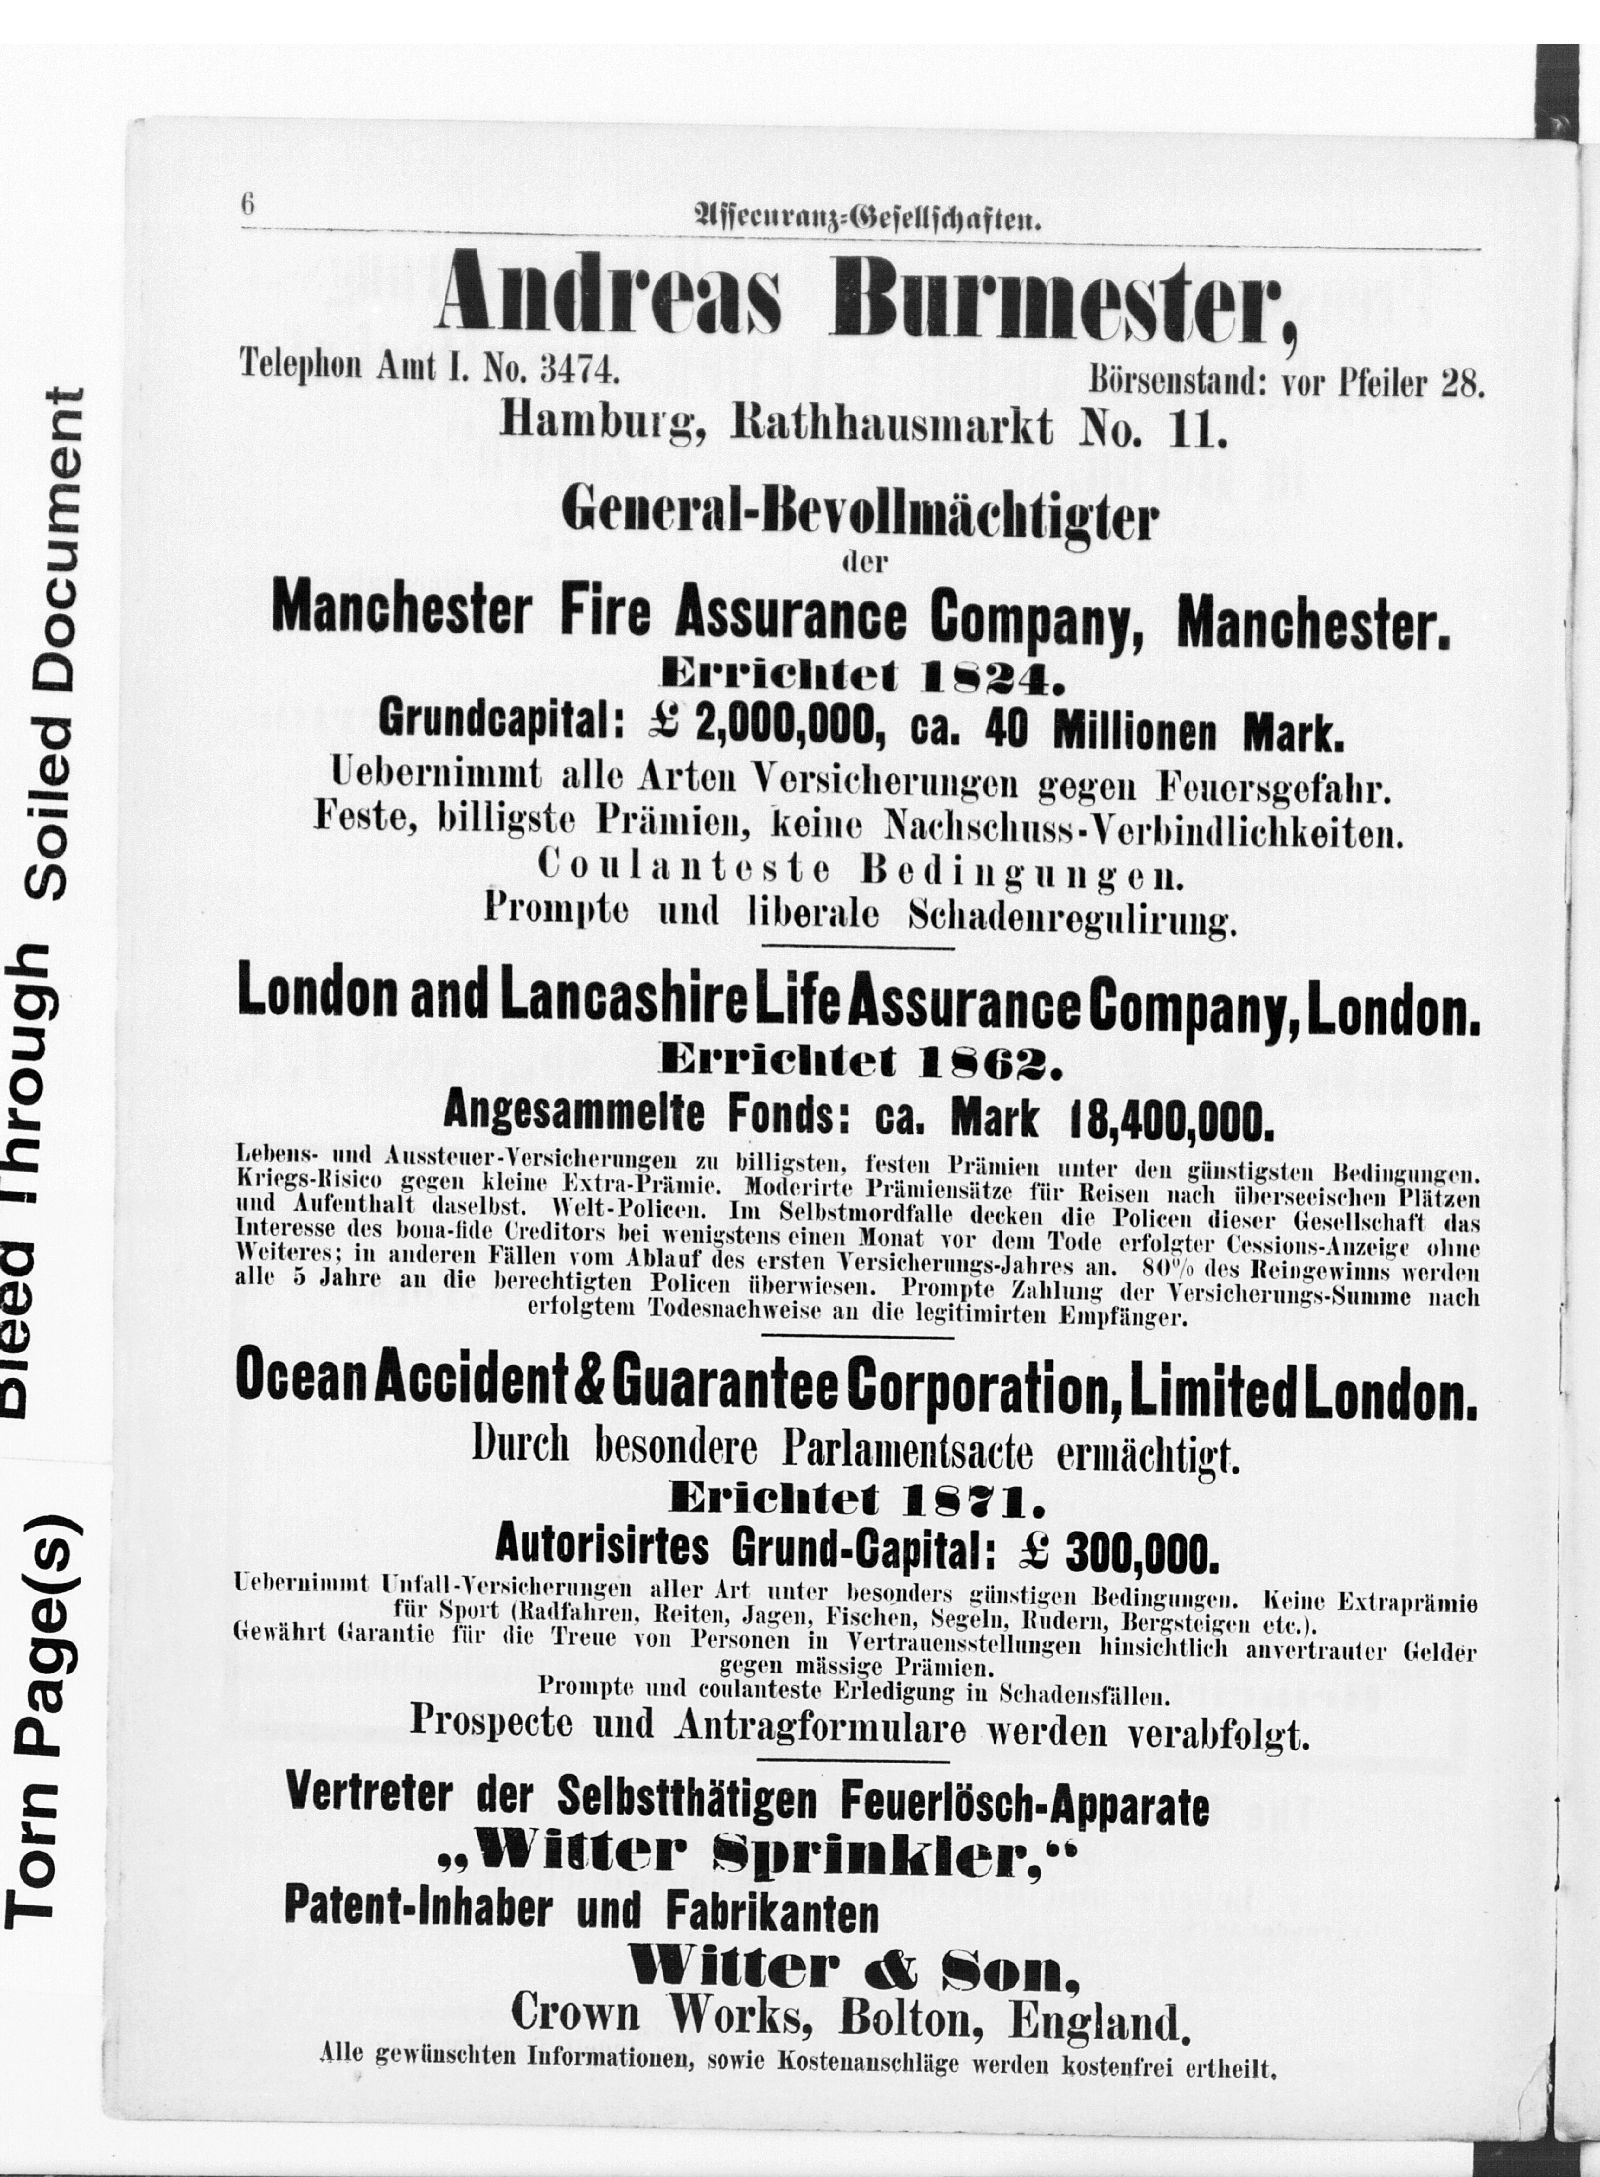 6
Assecuranz-Gesellschaften.
Andreas Burmester,
Telephon Amt I. No. 3474.
Börsenstand: vor Pfeiler 28.
Hamburg, Rathhausmarkt No. 11.
General-Bevollmächtigter
der
Manchester Fire Assurance Company, Manchester.
Errichtet 1824.
Grundcapital: £ 2,000,000, ca. 40 Millionen Mark.
Uebernimmt alle Arten Versicherungen gegen Feuersgefahr.
Feste, billigste Prämien, keine Nachschuss-Verbindlichkeiten.
Coulanteste Bedingungen.
Prompte und liberale Schadenregulirung.
London and Lancashire Life Assurance Company, London.
Errichtet 1862.
Angesammelte Fonds: ca. Mark 18,400,000.
Lebens- und Aussteuer-Versicherungen zu billigsten, festen Prämien unter den günstigsten Bedingungen.
Kriegs-Risico gegen kleine Extra-Prämie. Moderirte Prämiensätze für Reisen nach überseeischen Plätzen
und Aufenthalt daselbst. Welt-Policen. Im Selbstmordfalle decken die Policen dieser Gesellschaft das
Interesse des bona-fide Creditors bei wenigstens einen Monat vor dem Tode erfolgter Cessions-Anzeige ohne
Weiteres; in anderen Fällen vom Ablauf des ersten Versicherungs-Jahres an. 80% des Reingewinns werden
alle 5 Jahre an die berechtigten Policen überwiesen. Prompte Zahlung der Versicherungs-Summe nach
erfolgtem Todesnachweise an die legitimirten Empfänger.
Ocean Accident & Guarantee Corporation, Limited London.
Durch besondere Parlamentsacte ermächtigt.
Erichtet 1871.
Autorisirtes Grund-Capital: £ 300,000.
Uebernimmt Unfall-Versicherungen aller Art unter besonders günstigen Bedingungen. Keine Extraprämie
für Sport (Radfahren, Reiten, Jagen, Fischen, Segeln, Rudern, Bergsteigen etc.).
Gewährt Garantie für die Treue von Personen in Vertrauensstellungen hinsichtlich anvertrauter Gelder
gegen mässige Prämien.
Prompte und coulanteste Erledigung in Schadensfällen.
Prospecte und Antragformulare werden verabfolgt.
Vertreter der Selbstthätigen Feuerlösch-Apparate
„Witter Sprinkler,“
Patent-Inhaber und Fabrikanten
Witter & Son,
Crown Works, Bolton, England.
Alle gewünschten Informationen, sowie Kostenanschläge werden kostenfrei ertheilt.
Torn Page(s) Bleed Through Soiled Document